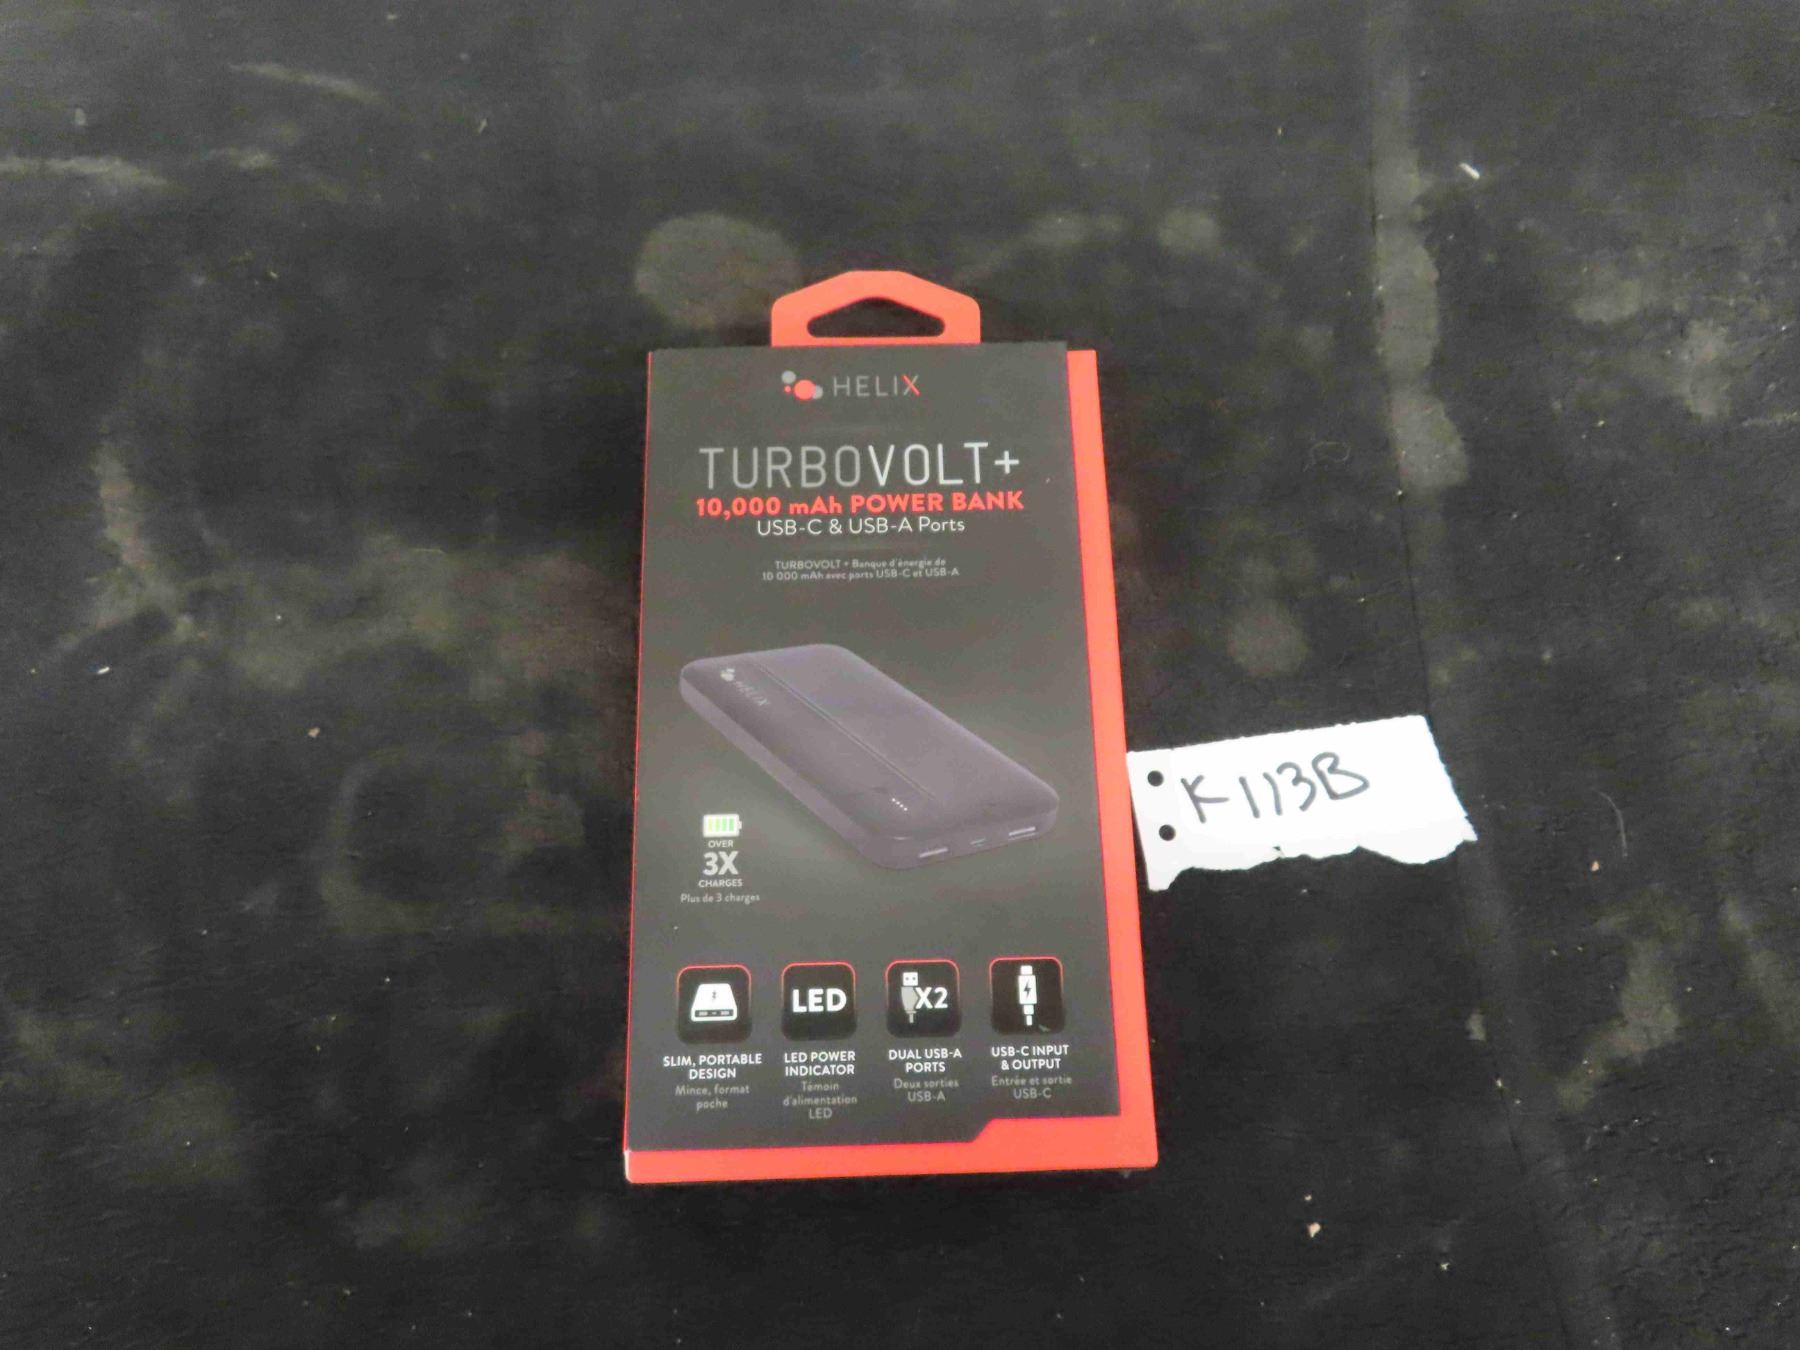 HELIX
TURBOVOLT+
10,000 mAh POWER BANK
USB-C & USB-A Ports
TURBOVOLT + Banque d'énergie de
10 000 mAh avec ports USB-C et USB-A
HELIX
OVER
3X
CHARGES
Plus de 3 charges
K113B
LED
X2
SLIM, PORTABLE
DESIGN
Mince, format
poche
LED POWER
INDICATOR
Témoin
d'alimentation
LED
DUAL USB-A
PORTS
Deux sorties
USB-A
USB-C INPUT
& OUTPUT
Entrée et sortie
USB-C